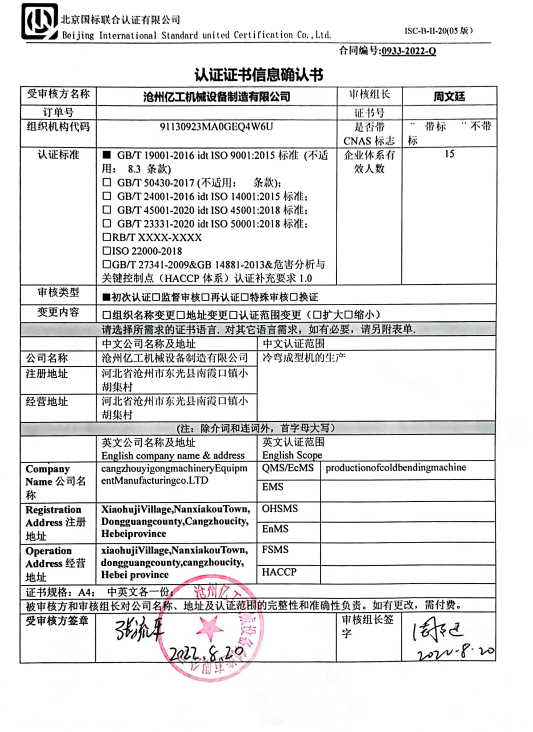 北京国标联合认证有限公司
Beijing International Standard united Certification Co., Ltd.
ISC-B-II-20(05 版)
合同编号:0933-2022-Q
认证证书信息确认书
受审核方名称 沧州亿工机械设备制造有限公司 审核组长 周文廷
订单号 证书号
组织机构代码 91130923MA0GEQ4W6U 是否带 CNAS 标志 ¨ 带标 ¨ 不带标
认证标准
■ GB/T 19001-2016 idt ISO 9001:2015 标准 (不适
用: 8.3 条款)
□ GB/T 50430-2017 (不适用: 条款);
□ GB/T 24001-2016 idt ISO 14001:2015 标准;
□ GB/T 45001-2020 idt ISO 45001:2018 标准;
□ GB/T 23331-2020 idt ISO 50001:2018 标准;
□RB/T XXXX-XXXX
□ISO 22000-2018
□GB/T 27341-2009&GB 14881-2013&危害分析与
关键控制点（HACCP 体系）认证补充要求 1.0
企业体系有效人数 15
审核类型 ■初次认证□监督审核□再认证□特殊审核□换证
变更内容 □组织名称变更□地址变更□认证范围变更（□扩大□缩小）
请选择所需求的证书语言. 对其它语言需求，如有必要，请另附表单.
中文公司名称及地址 中文认证范围
公司名称 沧州亿工机械设备制造有限公司 冷弯成型机的生产
注册地址 河北省沧州市东光县南霞口镇小
胡集村
经营地址 河北省沧州市东光县南霞口镇小
胡集村
(注：除介词和连词外，首字母大写）
英文公司名称及地址 英文认证范围
English company name & address English Scope
Company Name 公司名称
cangzhouyigongmachineryEquipm
entManufacturingco.LTD
QMS/EcMS productionofcoldbendingmachine
EMS
Registration Address 注册地址
XiaohujiVillage,NanxiakouTown,
Dongguangcounty,Cangzhoucity,
Hebeiprovince
OHSMS
EnMS
Operation Address 经营地址
xiaohujiVillage,NanxiakouTown,
dongguangcounty,cangzhoucity,
Hebei province
FSMS
HACCP
证书规格：A4； 中英文各一份；
被审核方和审核组长对公司名称、地址及认证范围的完整性和准确性负责。如有更改，需付费。
受审核方签章 2022.8.20 审核组长签字 2022.8.20
沧州亿工机械设备制造有限公司